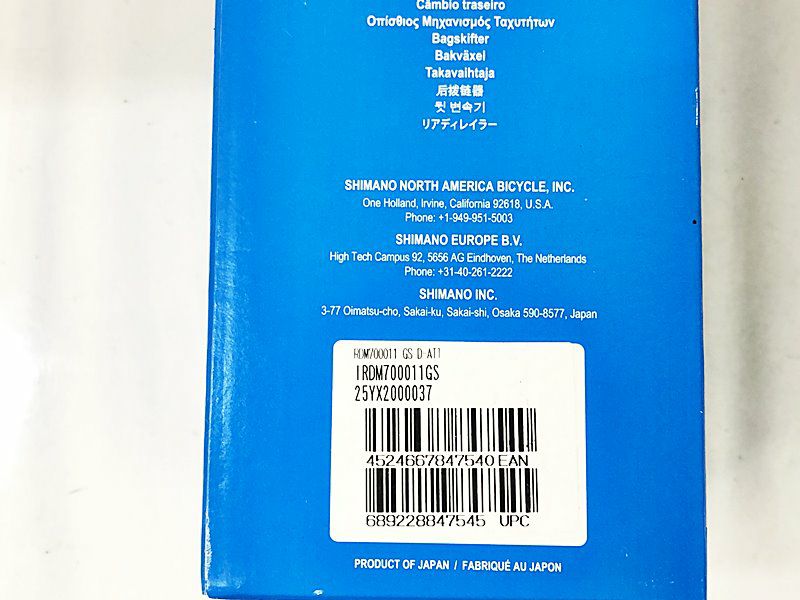 Câmbio traseiro
Οπίσθιος Μηχανισμός Ταχυτήτων
Bagskifter
Bakväxel
Takavaihtaja
后拨链器
뒷 변속기
リアディレイラー
SHIMANO NORTH AMERICA BICYCLE, INC.
One Holland, Irvine, California 92618, U.S.A.
Phone: +1-949-951-5003
SHIMANO EUROPE B.V.
High Tech Campus 92, 5656 AG Eindhoven, The Netherlands
Phone: +31-40-261-2222
SHIMANO INC.
3-77 Oimatsu-cho, Sakai-ku, Sakai-shi, Osaka 590-8577, Japan
RDM700011 GS D-ATT
IRDM700011GS
25YX2000037
4524667847540 EAN
689228847545 UPC
PRODUCT OF JAPAN / FABRIQUÉ AU JAPON